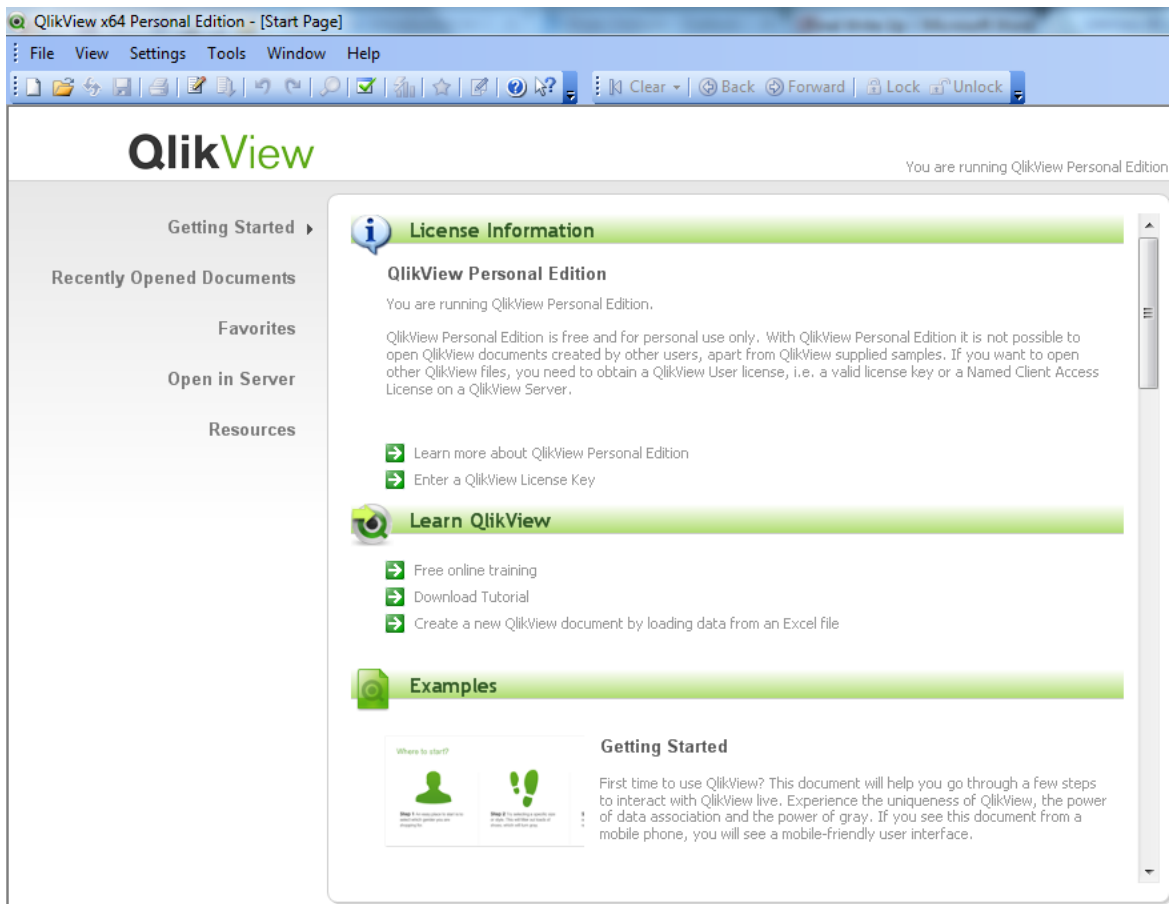 QlikView x64 Personal Edition - [Start Page]
File View Settings Tools Window Help
Clear Back Forward Lock Unlock
QlikView
You are running QlikView Personal Edition
Getting Started
Recently Opened Documents
Favorites
Open in Server
Resources
License Information
QlikView Personal Edition
You are running QlikView Personal Edition.
QlikView Personal Edition is free and for personal use only. With QlikView Personal Edition it is not possible to
open QlikView documents created by other users, apart from QlikView supplied samples. If you want to open
other QlikView files, you need to obtain a QlikView User license, i.e. a valid license key or a Named Client Access
License on a QlikView Server.
Learn more about QlikView Personal Edition
Enter a QlikView License Key
Learn QlikView
Free online training
Download Tutorial
Create a new QlikView document by loading data from an Excel file
Examples
Where to start?
Step 1
Step 2
Getting Started
First time to use QlikView? This document will help you go through a few steps
to interact with QlikView live. Experience the uniqueness of QlikView, the power
of data association and the power of gray. If you see this document from a
mobile phone, you will see a mobile-friendly user interface.